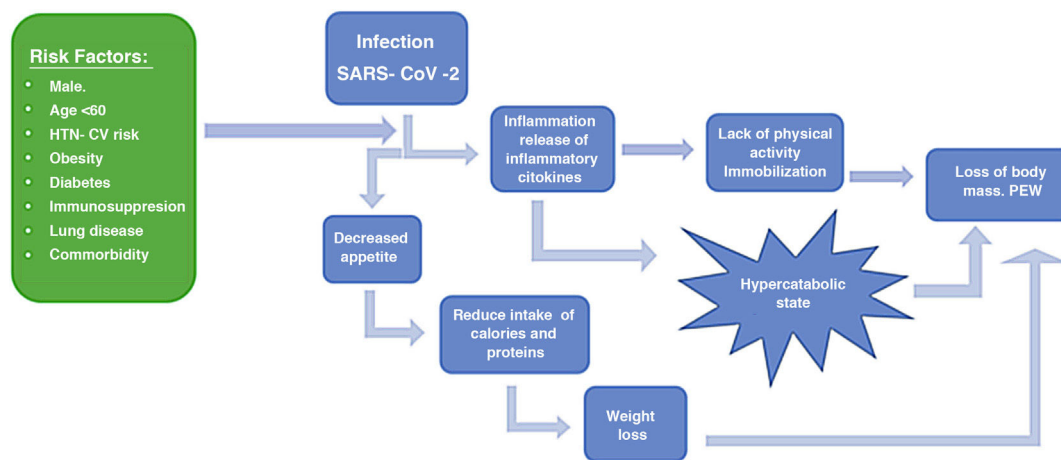 Risk Factors:
Male.
Age <60
HTN- CV risk
Obesity
Diabetes
Immunosuppresion
Lung disease
Commorbidity
Infection
SARS- CoV -2
Inflammation
release of
inflammatory
citokines
Lack of physical
activity
Immobilization
Loss of body
mass. PEW
Decreased
appetite
Hypercatabolic
state
Reduce intake of
calories and
proteins
Weight
loss